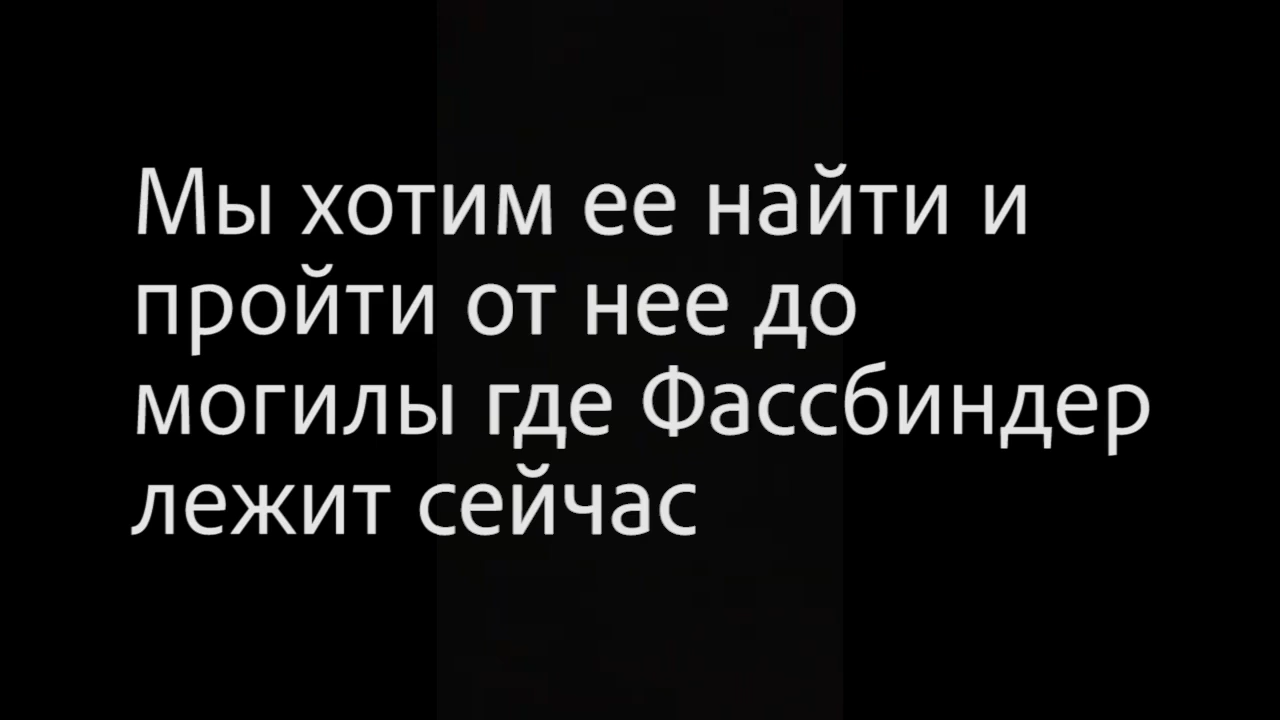 Мы хотим ее найти и
пройти от нее до
могилы где Фассбиндер
лежит сейчас